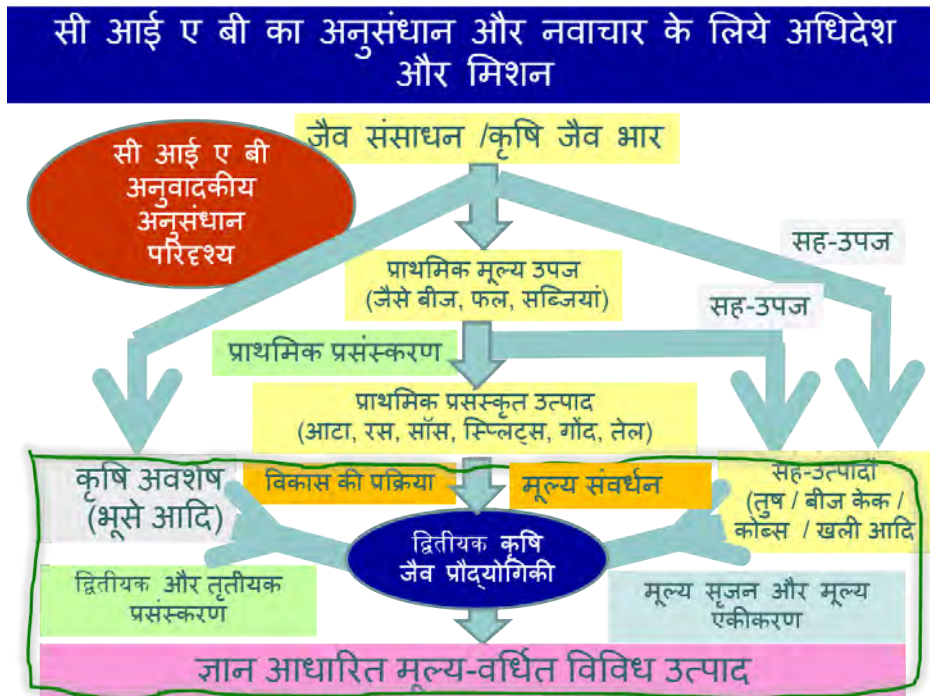 सी आई ए बी का अनुसंधान और नवाचार के लिये अधिदेश
और मिशन
जैव संसाधन /कृषि जैव भार
सी आई ए बी
अनुवादकीय
अनुसंधान
परिदृश्य
सह-उपज
प्राथमिक मूल्य उपज
(जैसे बीज, फल, सब्जियां)
सह-उपज
प्राथमिक प्रसंस्करण
प्राथमिक प्रसंस्कृत उत्पाद
(आटा, रस, सॉस, स्प्लिट्स, गोंद, तेल)
कृषि अवशेष
(भूसे आदि)
विकास की प्रक्रिया
मूल्य संवर्धन
सह-उत्पादों
(तुष / बीज केक /
कोब्स / खली आदि
द्वितीयक कृषि
जैव प्रौद्योगिकी
द्वितीयक और तृतीयक
प्रसंस्करण
मूल्य सृजन और मूल्य
एकीकरण
ज्ञान आधारित मूल्य-वर्धित विविध उत्पाद